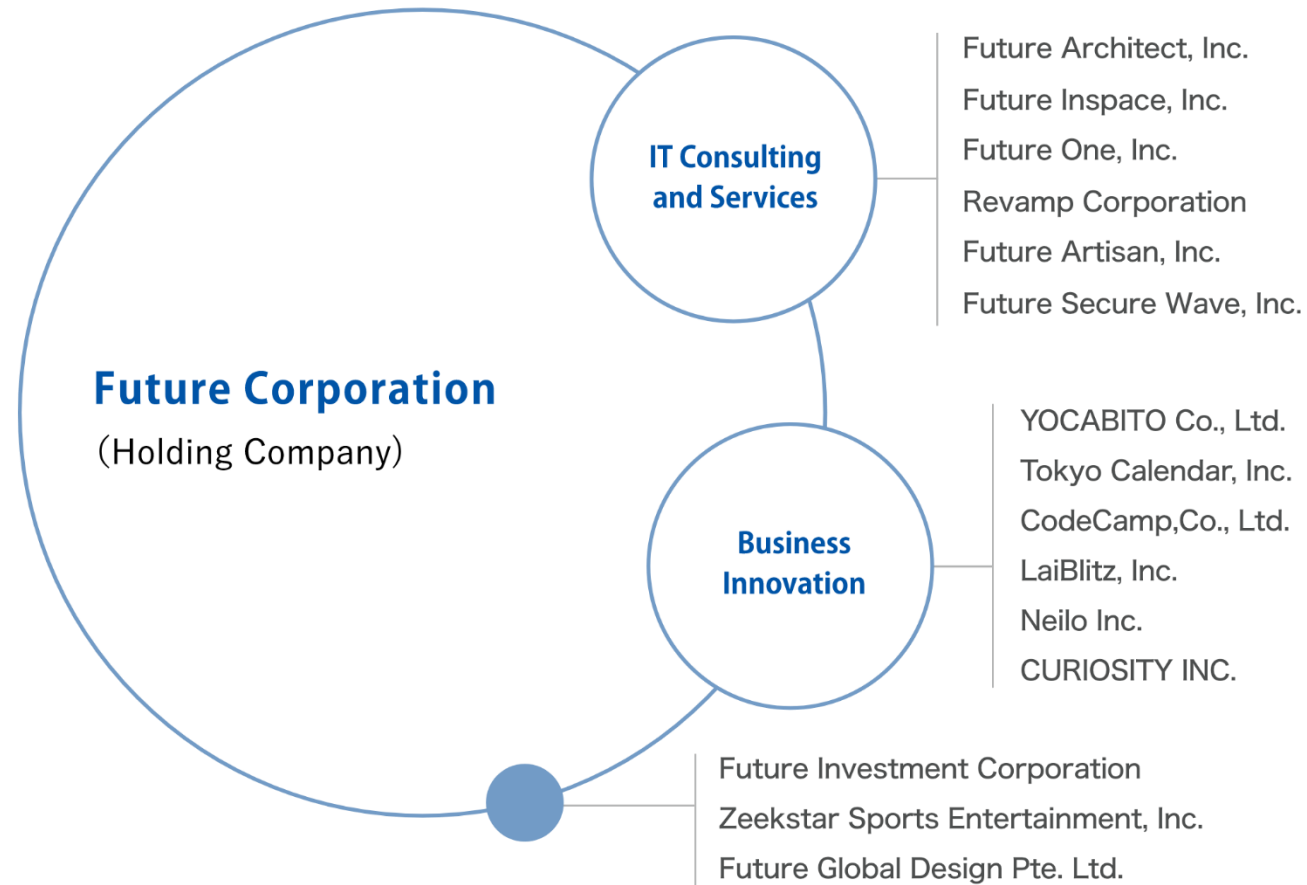 Future Corporation
（Holding Company）
IT Consulting
and Services
Future Architect, Inc.
Future Inspace, Inc.
Future One, Inc.
Revamp Corporation
Future Artisan, Inc.
Future Secure Wave, Inc.
Business
Innovation
YOCABITO Co., Ltd.
Tokyo Calendar, Inc.
CodeCamp,Co., Ltd.
LaiBlitz, Inc.
Neilo Inc.
CURIOSITY INC.
Future Investment Corporation
Zeekstar Sports Entertainment, Inc.
Future Global Design Pte. Ltd.